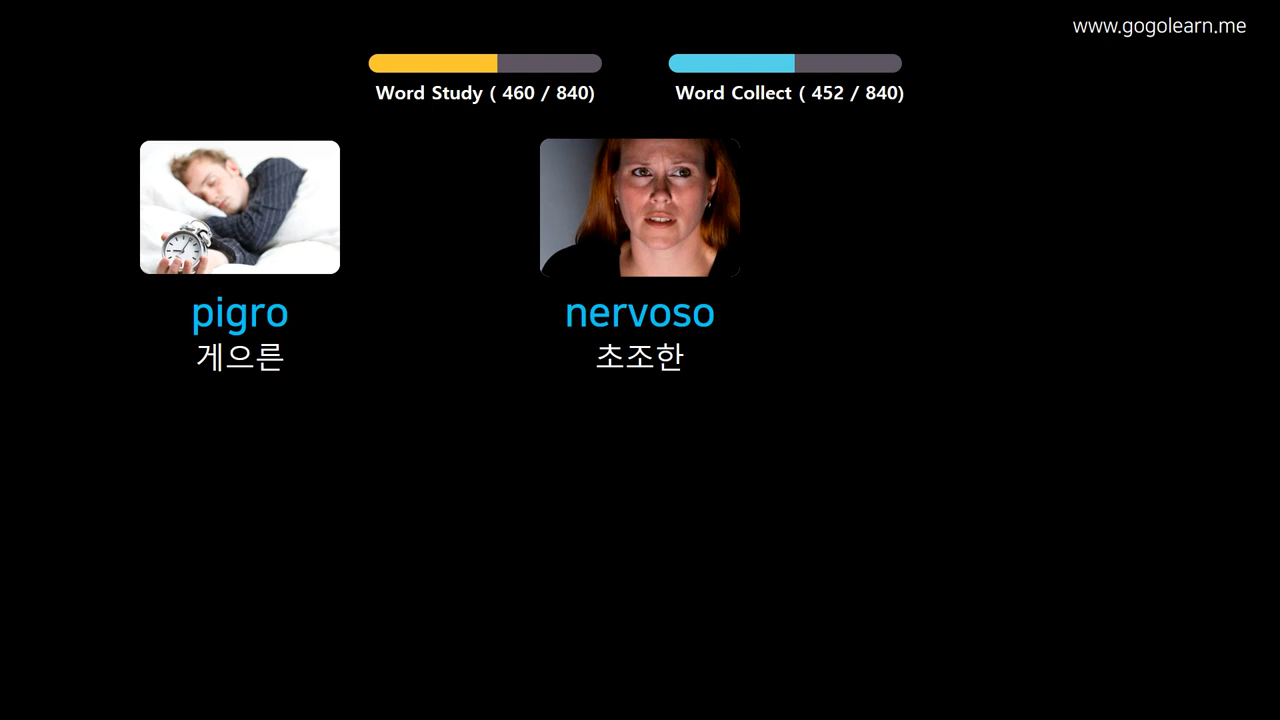 www.gogolearn.me
Word Study ( 460 / 840)
Word Collect ( 452 / 840)
pigro
게으른
nervoso
초조한